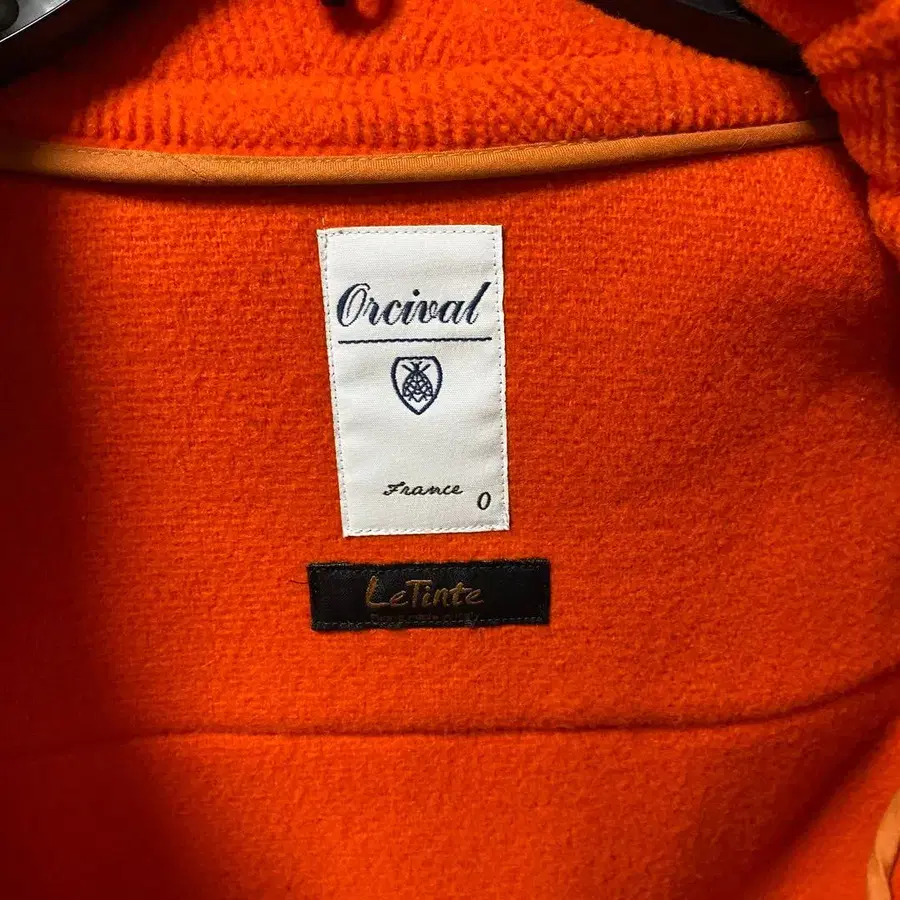 Orcival
France
0
LeTinte